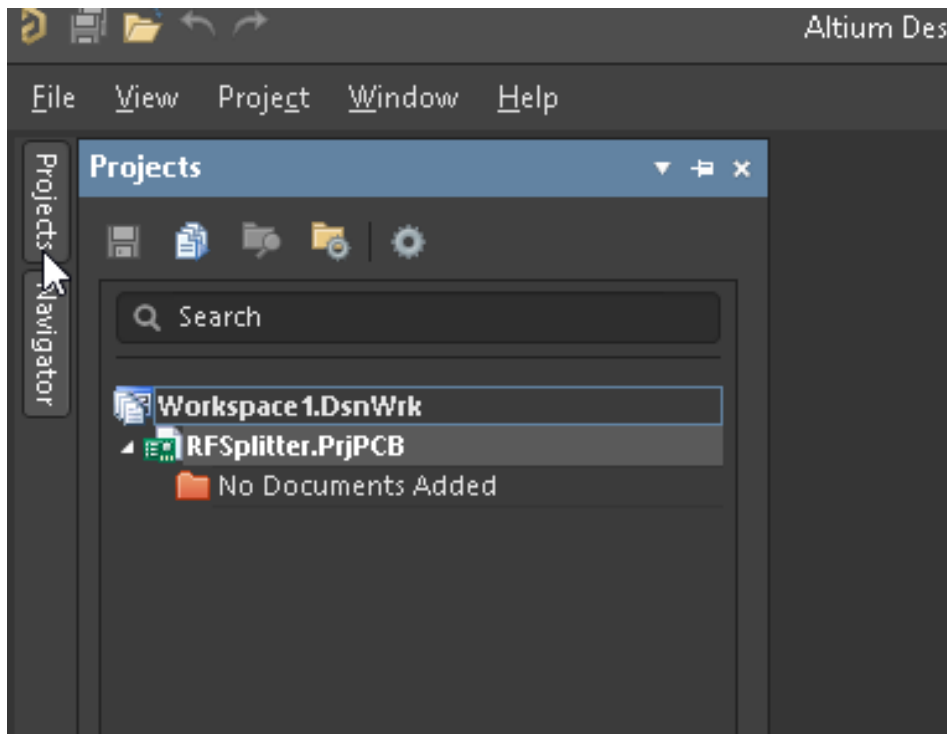 Altium Des
File View Project Window Help
Projects
Projects
Navigator
Search
Workspace1.DsnWrk
RFSplitter.PrjPCB
No Documents Added